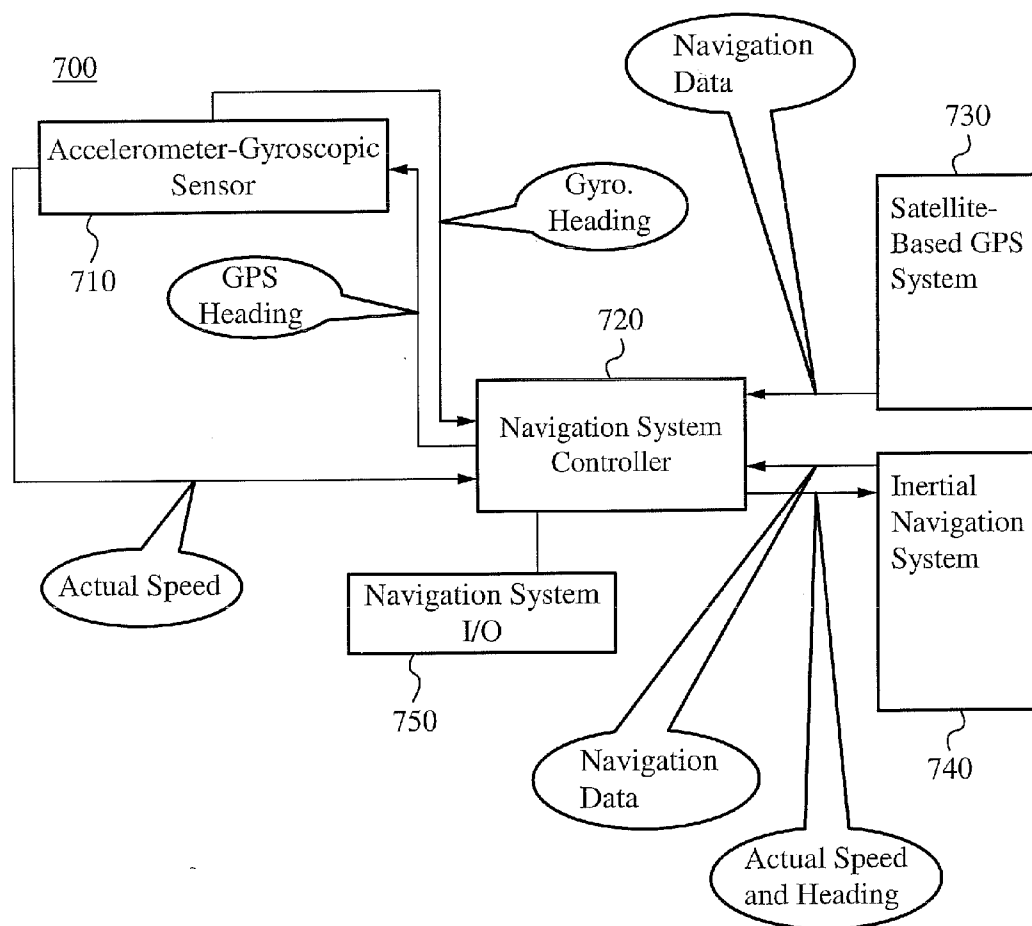 700
Accelerometer-Gyroscopic
Sensor
710
Navigation
Data
730
Satellite-
Based GPS
System
Gyro.
Heading
GPS
Heading
720
Navigation System
Controller
Inertial
Navigation
System
740
Actual Speed
Navigation System
I/O
750
Navigation
Data
Actual Speed
and Heading